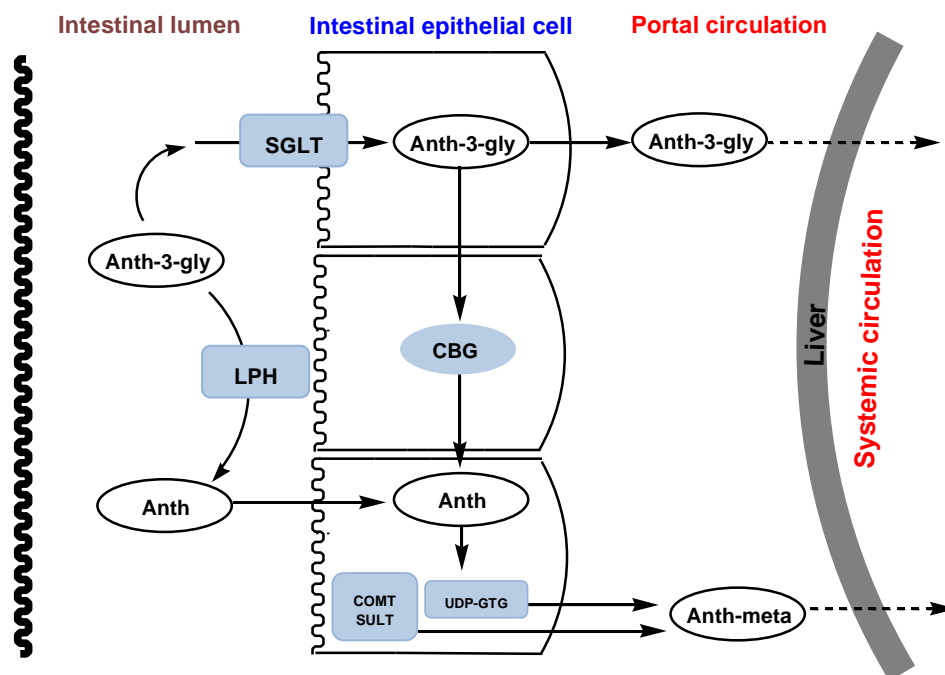 Intestinal lumen
Intestinal epithelial cell
Portal circulation
SGLT
Anth-3-gly
Anth-3-gly
Anth-3-gly
CBG
LPH
Liver
Systemic circulation
Anth
Anth
COMT
SULT
UDP-GTG
Anth-meta